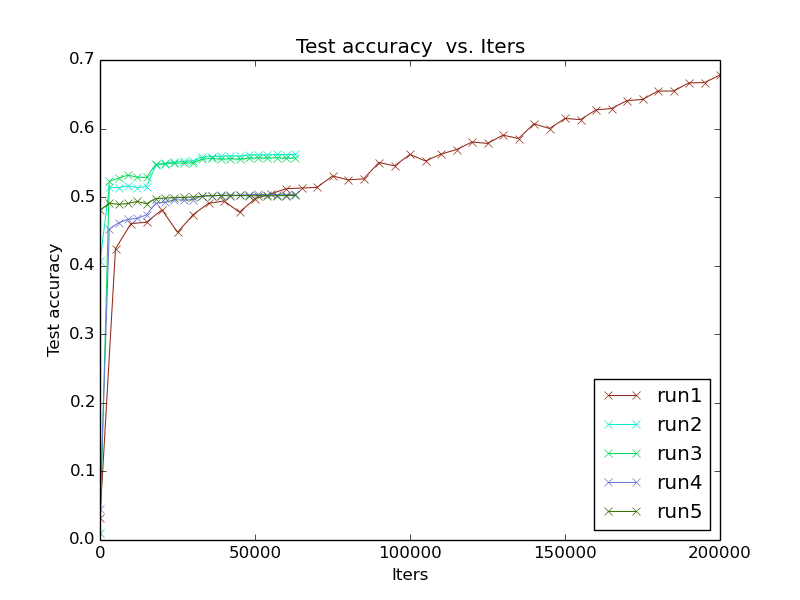 Test accuracy  vs. Iters
Test accuracy
0.7
0.6
0.5
0.4
0.3
0.2
0.1
0.0
0
50000
100000
150000
200000
Iters
run1
run2
run3
run4
run5